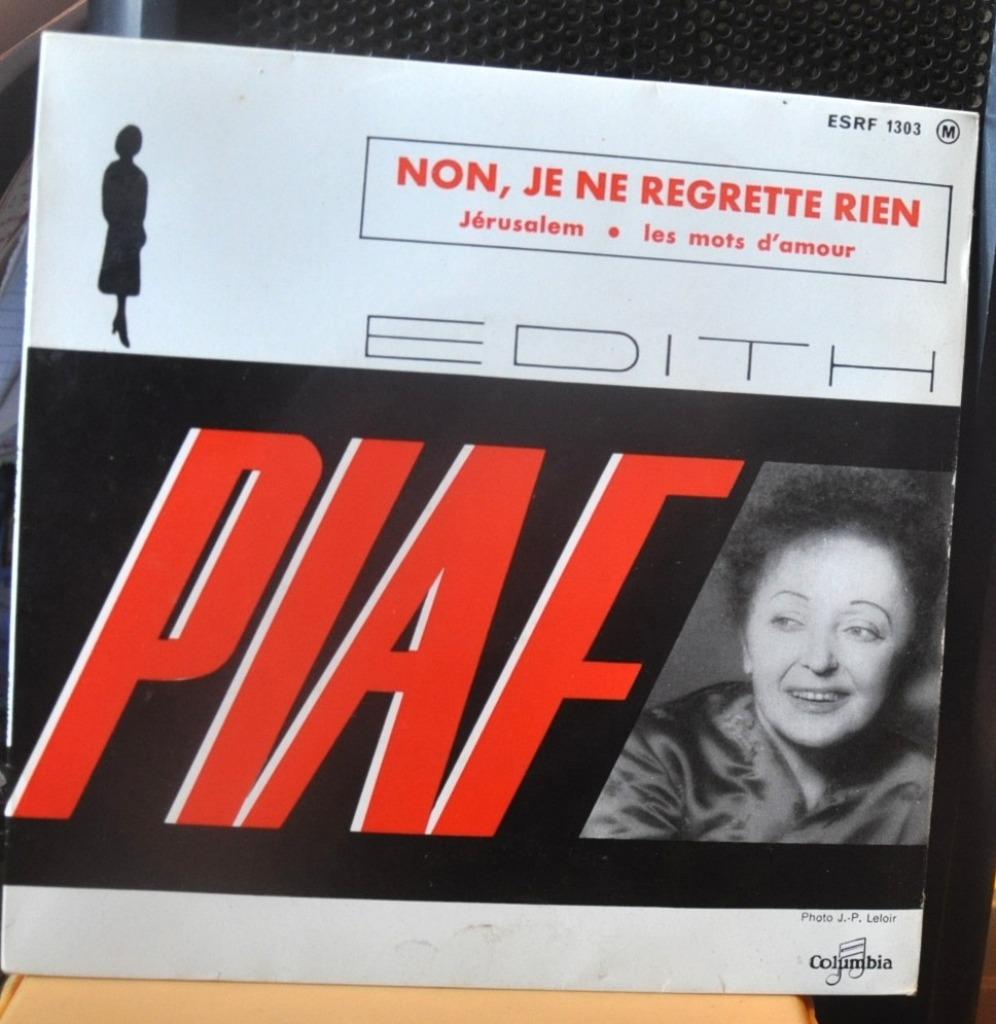 ESRF 1303 M
NON, JE NE REGRETTE RIEN
Jérusalem • les mots d'amour
EDITH
PIAF
Photo J.-P. Leloir
Columbia